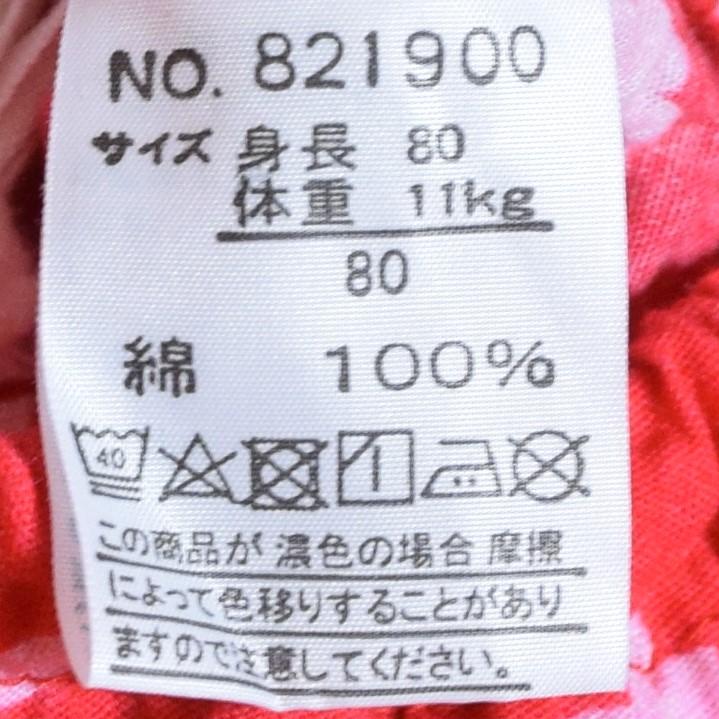 NO. 821900
サイズ 身長 80
体重 11kg
80
綿 100%
40
この商品が 濃色の場合 摩擦
によって色移りすることがあり
ますので注意してください。